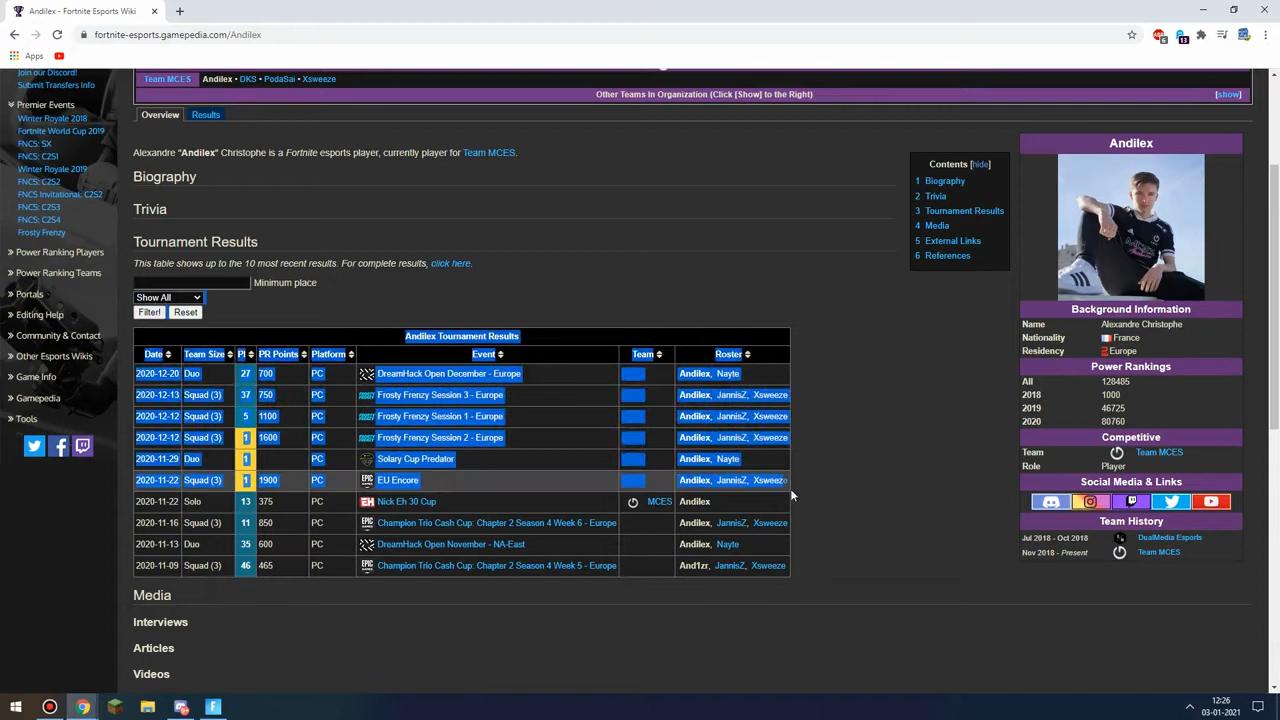 Andilex - Fortnite Esports Wiki
fortnite-esports.gamepedia.com/Andilex
6
13
Apps
Join our Discord!
Submit Transfers Info
Premier Events
Winter Royale 2018
Fortnite World Cup 2019
FNCS: SX
FNCS: C2S1
Winter Royale 2019
FNCS: C2S2
FNCS Invitational, C2S2
FNCS: C2S3
FNCS: C2S4
Frosty Frenzy
Power Ranking Players
Power Ranking Teams
Portals
Editing Help
Community & Contact
Other Esports Wikis
Game Info
Gamepedia
Tools
Team MCES Andilex • DKS • PodaSai • Xsweeze
Other Teams In Organization (Click [Show] to the Right) [show]
Overview Results
Alexandre "Andilex" Christophe is a Fortnite esports player, currently player for Team MCES.
Biography
Trivia
Tournament Results
This table shows up to the 10 most recent results. For complete results, click here.
Minimum place
Show All
Filter! Reset
Contents [hide]
1 Biography
2 Trivia
3 Tournament Results
4 Media
5 External Links
6 References
Andilex Tournament Results
Date Team Size Pl PR Points Platform Event Team Roster
2020-12-20 Duo 27 700 PC DreamHack Open December - Europe Andilex, Nayte
2020-12-13 Squad (3) 37 750 PC Frosty Frenzy Session 3 - Europe Andilex, JannisZ, Xsweeze
2020-12-12 Squad (3) 5 1100 PC Frosty Frenzy Session 1 - Europe Andilex, JannisZ, Xsweeze
2020-12-12 Squad (3) 1 1600 PC Frosty Frenzy Session 2 - Europe Andilex, JannisZ, Xsweeze
2020-11-29 Duo 1 PC Solary Cup Predator Andilex, Nayte
2020-11-22 Squad (3) 1 1900 PC EU Encore Andilex, JannisZ, Xsweeze
2020-11-22 Solo 13 375 PC Nick Eh 30 Cup MCES Andilex
2020-11-16 Squad (3) 11 850 PC Champion Trio Cash Cup: Chapter 2 Season 4 Week 6 - Europe Andilex, JannisZ, Xsweeze
2020-11-13 Duo 35 600 PC DreamHack Open November - NA-East Andilex, Nayte
2020-11-09 Squad (3) 46 465 PC Champion Trio Cash Cup: Chapter 2 Season 4 Week 5 - Europe And1zr, JannisZ, Xsweeze
Media
Interviews
Articles
Videos
Andilex
Background Information
Name Alexandre Christophe
Nationality France
Residency Europe
Power Rankings
All 128485
2018 1000
2019 46725
2020 80760
Competitive
Team Team MCES
Role Player
Social Media & Links
Team History
Jul 2018 - Oct 2018 DualMedia Esports
Nov 2018 - Present Team MCES
12:26
03-01-2021